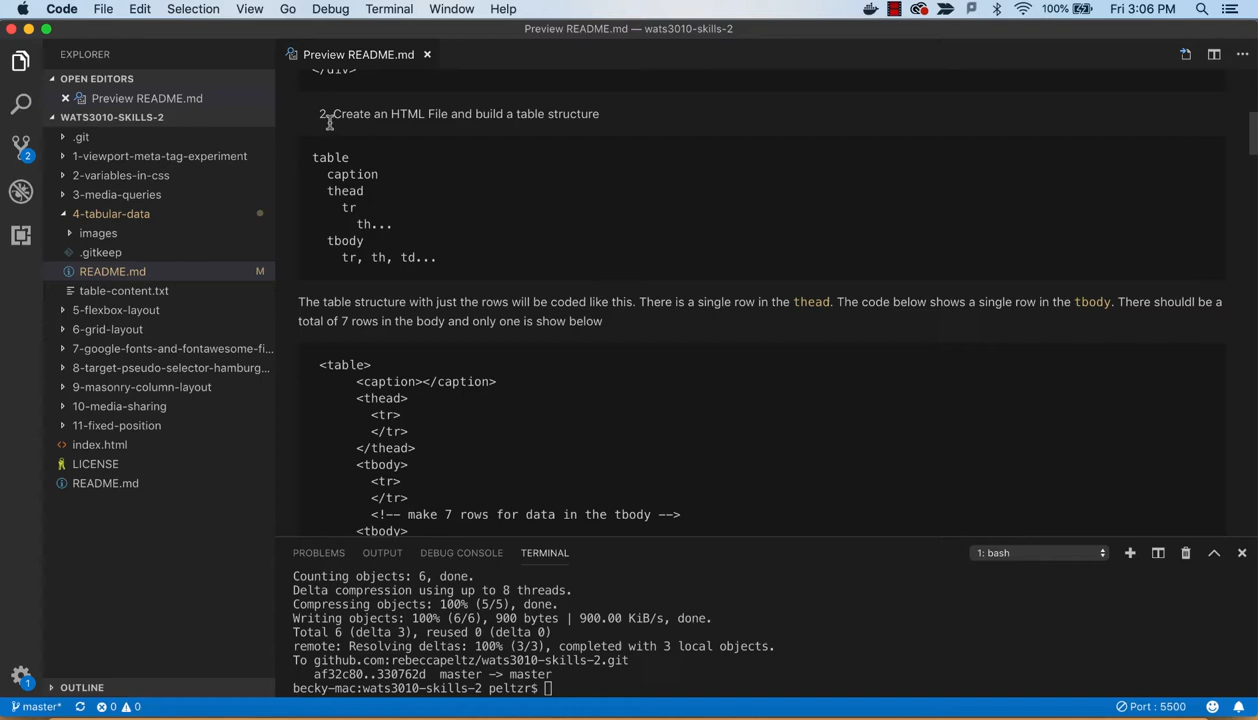 Code File Edit Selection View Go Debug Terminal Window Help 100% Fri 3:06 PM
Preview README.md — wats3010-skills-2
EXPLORER
OPEN EDITORS
Preview README.md
WATS3010-SKILLS-2
.git
1-viewport-meta-tag-experiment
2-variables-in-css
3-media-queries
4-tabular-data
images
.gitkeep
README.md M
table-content.txt
5-flexbox-layout
6-grid-layout
7-google-fonts-and-fontawesome-fi...
8-target-pseudo-selector-hamburg...
9-masonry-column-layout
10-media-sharing
11-fixed-position
index.html
LICENSE
README.md
OUTLINE
2
1
Preview README.md
</div>
2. Create an HTML File and build a table structure
table
caption
thead
tr
th...
tbody
tr, th, td...
The table structure with just the rows will be coded like this. There is a single row in the thead. The code below shows a single row in the tbody. There shouldl be a
total of 7 rows in the body and only one is show below
<table>
<caption></caption>
<thead>
<tr>
</tr>
</thead>
<tbody>
<tr>
</tr>
<!-- make 7 rows for data in the tbody -->
<tbody>
PROBLEMS OUTPUT DEBUG CONSOLE TERMINAL 1: bash
Counting objects: 6, done.
Delta compression using up to 8 threads.
Compressing objects: 100% (5/5), done.
Writing objects: 100% (6/6), 900 bytes | 900.00 KiB/s, done.
Total 6 (delta 3), reused 0 (delta 0)
remote: Resolving deltas: 100% (3/3), completed with 3 local objects.
To github.com:rebeccapeltz/wats3010-skills-2.git
af32c80..330762d master -> master
becky-mac:wats3010-skills-2 peltzr$
master* 0 0 Port : 5500